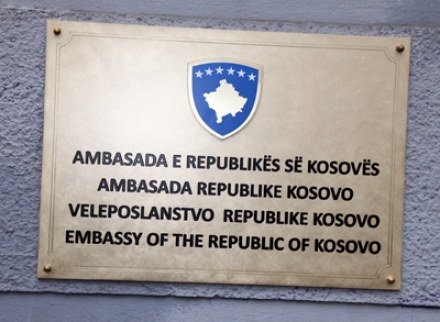 AMBASADA E REPUBLIKËS SË KOSOVËS
AMBASADA REPUBLIKE KOSOVO
VELEPOSLANSTVO REPUBLIKE KOSOVO
EMBASSY OF THE REPUBLIC OF KOSOVO